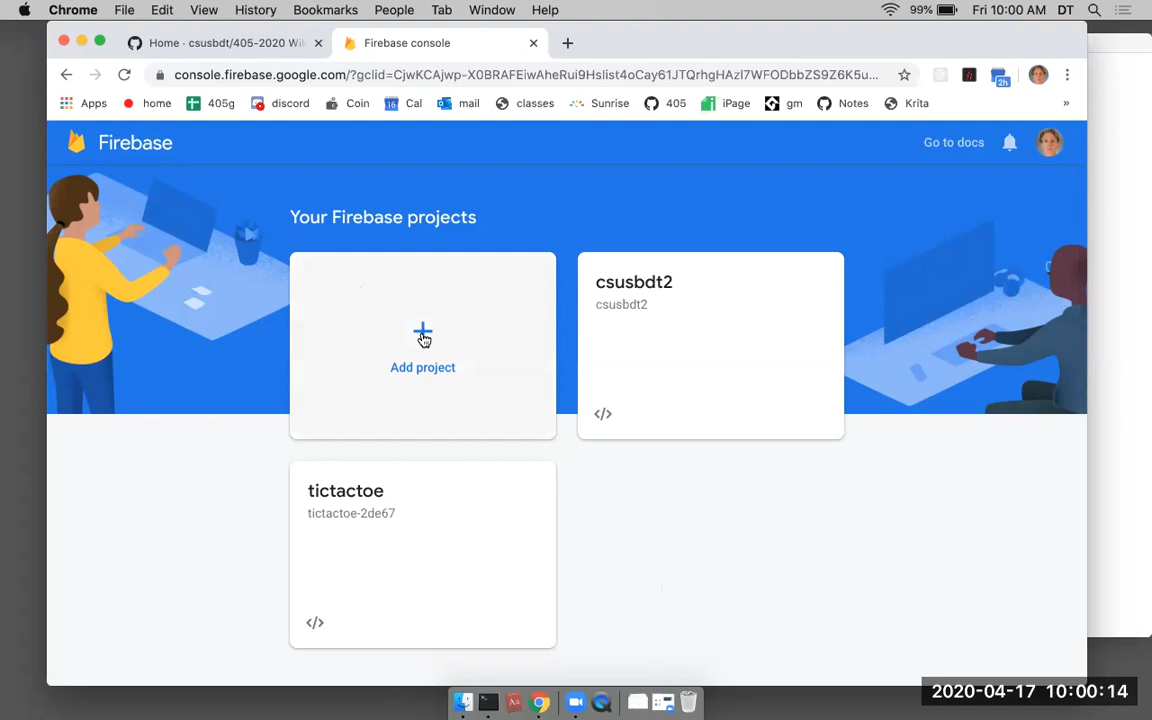 Chrome File Edit View History Bookmarks People Tab Window Help 99% Fri 10:00 AM DT
Home · csusbdt/405-2020 Wik
Firebase console
console.firebase.google.com/?gclid=CjwKCAjwp-X0BRAFEiwAheRui9Hslist4oCay61JTQrhgHAzl7WFODbbZS9Z6K5u...
2h
Apps home 405g discord Coin Cal mail classes Sunrise 405 iPage gm Notes Krita »
Firebase
Go to docs
Your Firebase projects
Add project
csusbdt2
csusbdt2
</>
tictactoe
tictactoe-2de67
</>
2020-04-17 10:00:14